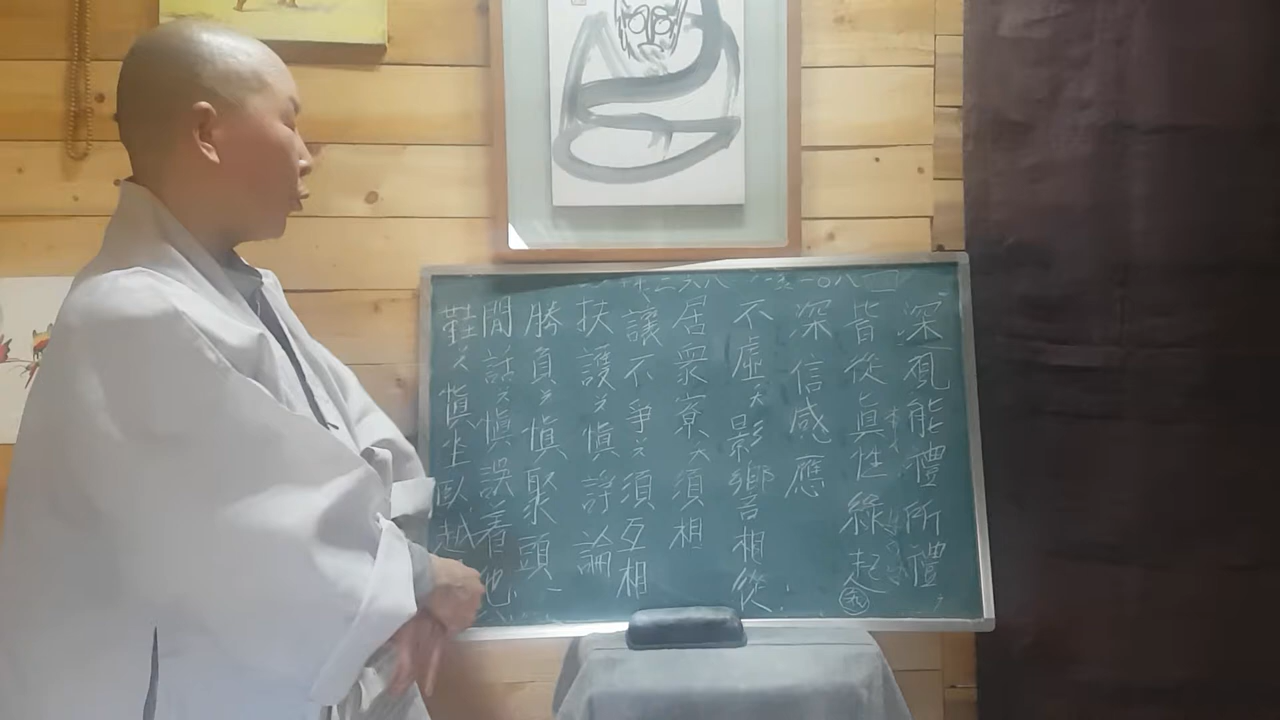 深觀能禮所禮
皆從眞性緣起
深信感應
不虛影響相從
居衆寮須相
讓不爭須互相
扶護愼諍論
勝負愼聚頭
閒話愼誤着他
鞋愼坐臥越